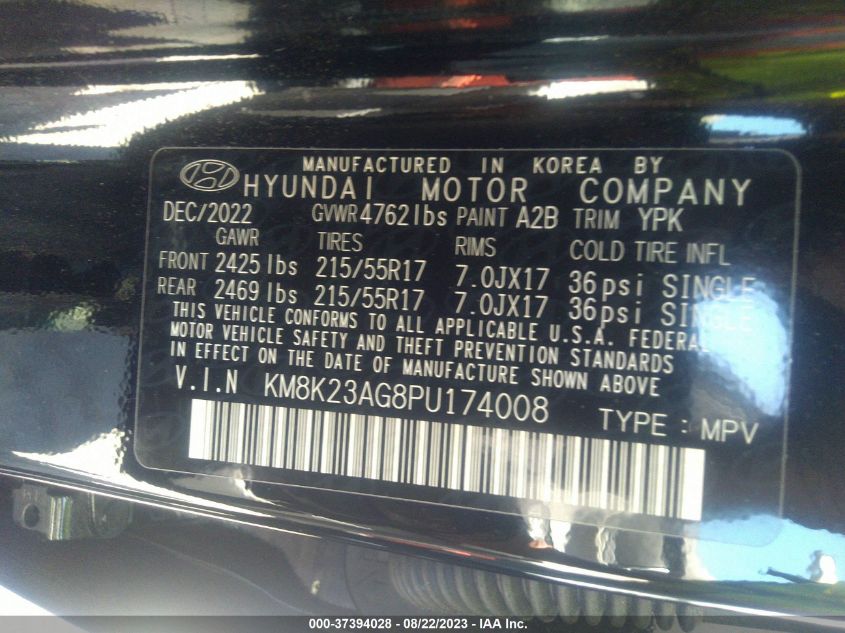 MANUFACTURED IN KOREA BY
HYUNDAI MOTOR COMPANY
DEC/2022 GVWR 4762lbs PAINT A2B TRIM YPK
GAWR TIRES RIMS COLD TIRE INFL
FRONT 2425 lbs 215/55R17 7.0JX17 36psi SINGLE
REAR 2469 lbs 215/55R17 7.0JX17 36psi SINGLE
THIS VEHICLE CONFORMS TO ALL APPLICABLE U.S.A. FEDERAL
MOTOR VEHICLE SAFETY AND THEFT PREVENTION STANDARDS
IN EFFECT ON THE DATE OF MANUFACTURE SHOWN ABOVE
V.I.N KM8K23AG8PU174008 TYPE : MPV
000-37394028 - 08/22/2023 - IAA Inc.